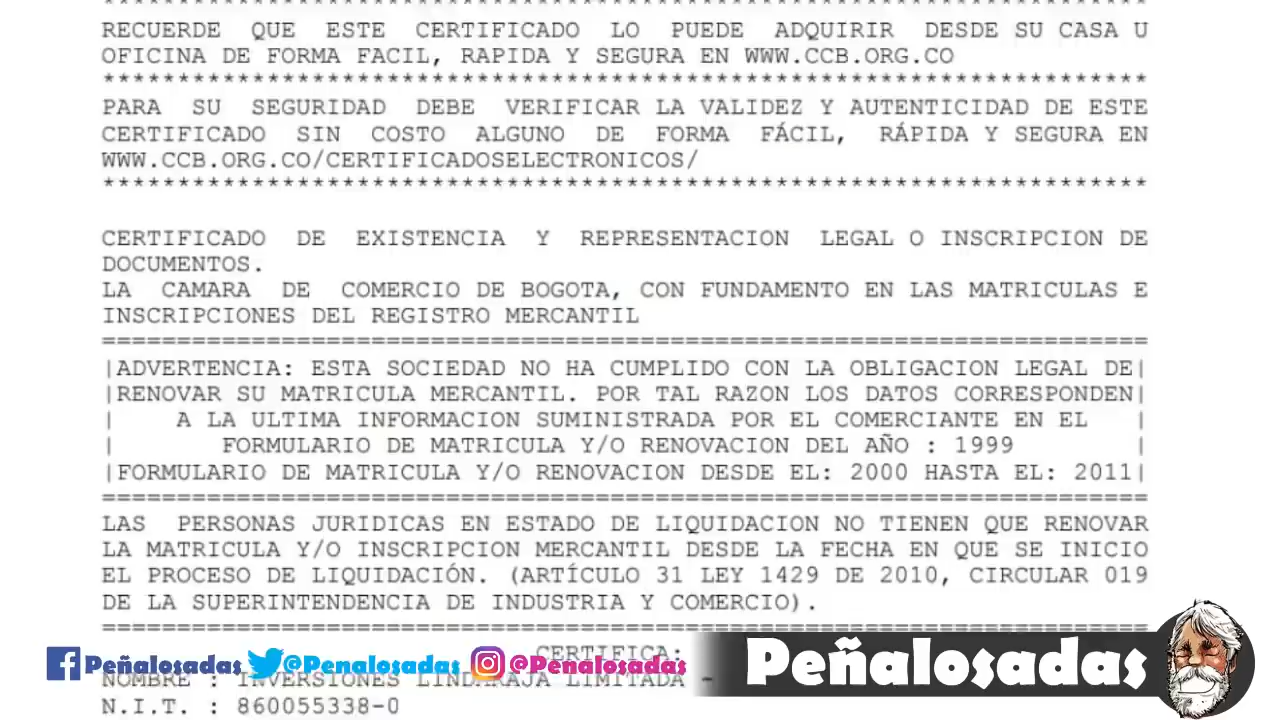 ****************************************************************
RECUERDE QUE ESTE CERTIFICADO LO PUEDE ADQUIRIR DESDE SU CASA U
OFICINA DE FORMA FACIL, RAPIDA Y SEGURA EN WWW.CCB.ORG.CO
****************************************************************
PARA SU SEGURIDAD DEBE VERIFICAR LA VALIDEZ Y AUTENTICIDAD DE ESTE
CERTIFICADO SIN COSTO ALGUNO DE FORMA FÁCIL, RÁPIDA Y SEGURA EN
WWW.CCB.ORG.CO/CERTIFICADOSELECTRONICOS/
****************************************************************
CERTIFICADO DE EXISTENCIA Y REPRESENTACION LEGAL O INSCRIPCION DE
DOCUMENTOS.
LA CAMARA DE COMERCIO DE BOGOTA, CON FUNDAMENTO EN LAS MATRICULAS E
INSCRIPCIONES DEL REGISTRO MERCANTIL
======================================================================
|ADVERTENCIA: ESTA SOCIEDAD NO HA CUMPLIDO CON LA OBLIGACION LEGAL DE|
|RENOVAR SU MATRICULA MERCANTIL. POR TAL RAZON LOS DATOS CORRESPONDEN|
| A LA ULTIMA INFORMACION SUMINISTRADA POR EL COMERCIANTE EN EL |
| FORMULARIO DE MATRICULA Y/O RENOVACION DEL AÑO : 1999 |
|FORMULARIO DE MATRICULA Y/O RENOVACION DESDE EL: 2000 HASTA EL: 2011|
======================================================================
LAS PERSONAS JURIDICAS EN ESTADO DE LIQUIDACION NO TIENEN QUE RENOVAR
LA MATRICULA Y/O INSCRIPCION MERCANTIL DESDE LA FECHA EN QUE SE INICIO
EL PROCESO DE LIQUIDACIÓN. (ARTÍCULO 31 LEY 1429 DE 2010, CIRCULAR 019
DE LA SUPERINTENDENCIA DE INDUSTRIA Y COMERCIO).
======================================================================
CERTIFICA:
Peñalosadas @Penalosadas @Penalosadas Peñalosadas
NOMBRE : INVERSIONES LINDARAJA LIMITADA -
N.I.T. : 860055338-0